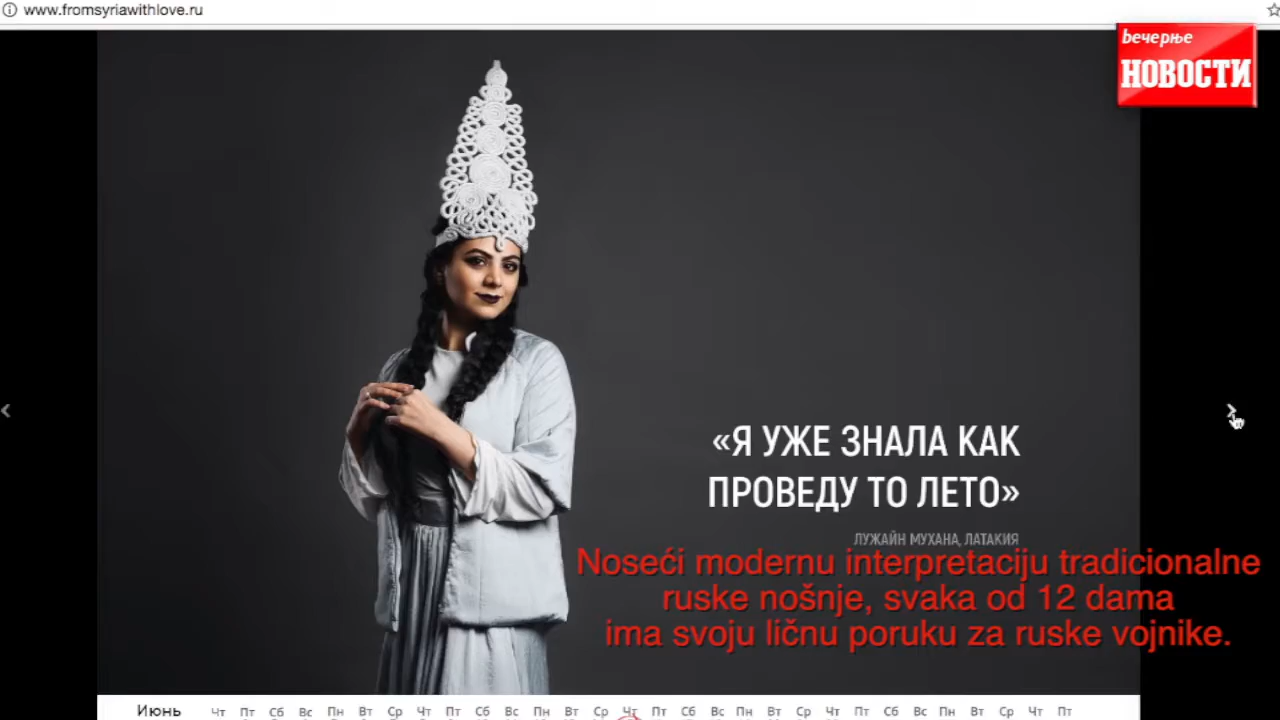 www.fromsyriawithlove.ru
Вечерње
НОВОСТИ
«Я УЖЕ ЗНАЛА КАК
ПРОВЕДУ ТО ЛЕТО»
ЛУЖАЙН МУХАНА, ЛАТАКИЯ
Noseći modernu interpretaciju tradicionalne
ruske nošnje, svaka od 12 dama
ima svoju ličnu poruku za ruske vojnike.
Июнь Чт Пт Сб Вс Пн Вт Ср Чт Пт Сб Вс Пн Вт Ср Чт Пт Сб Вс Пн Вт Ср Чт Пт Сб Вс Пн Вт Ср Чт Пт